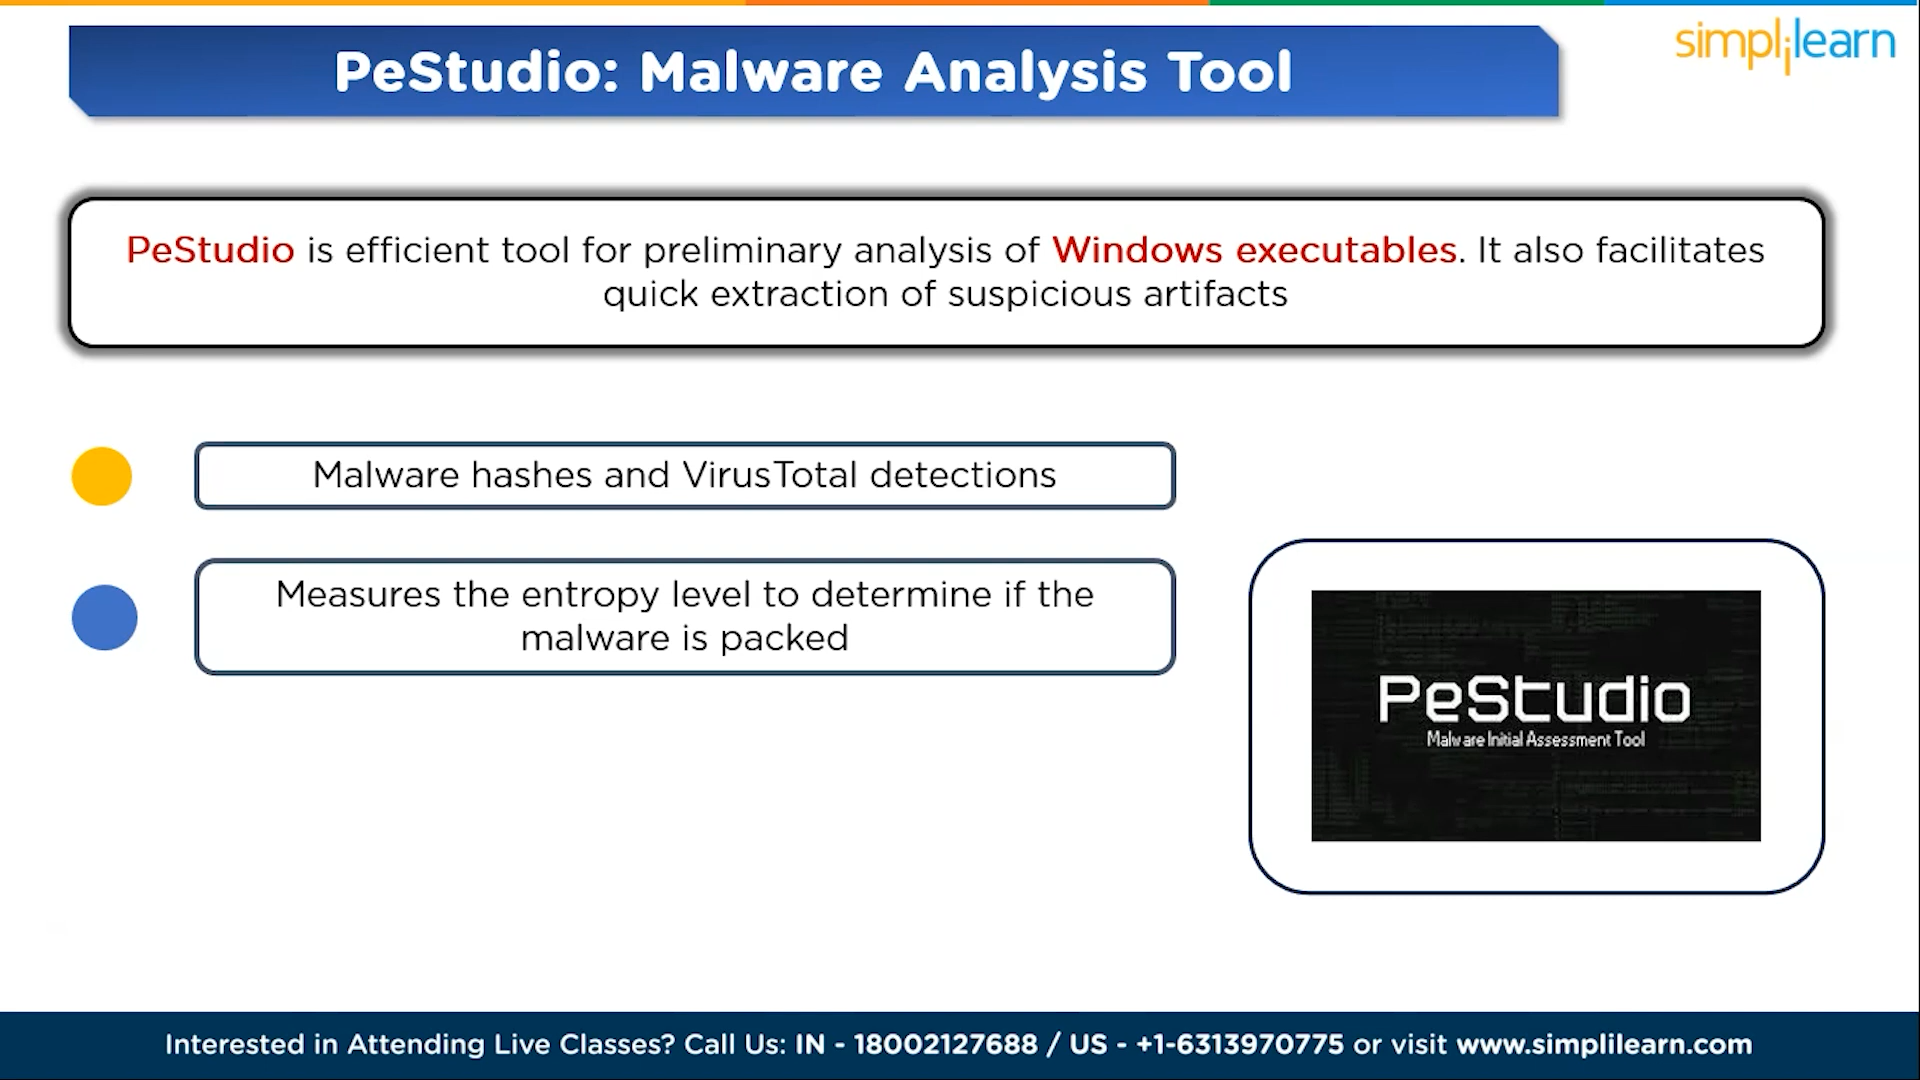 simplilearn
PeStudio: Malware Analysis Tool
PeStudio is efficient tool for preliminary analysis of Windows executables. It also facilitates
quick extraction of suspicious artifacts
Malware hashes and VirusTotal detections
Measures the entropy level to determine if the
malware is packed
PeStudio
Malware Initial Assessment Tool
Interested in Attending Live Classes? Call Us: IN - 18002127688 / US - +1-6313970775 or visit www.simplilearn.com